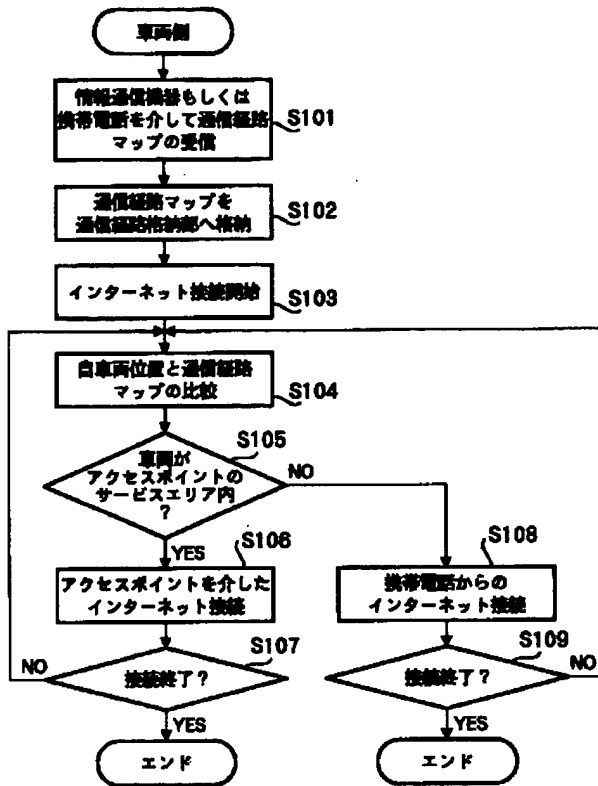 車両側
情報通信機器もしくは
携帯電話を介して通信経路
マップの受信
S101
通信経路マップを
通信経路格納部へ格納
S102
インターネット接続開始
S103
自車両位置と通信経路
マップの比較
S104
S105
車両が
アクセスポイントの
サービスエリア内
?
NO
YES
S106
アクセスポイントを介した
インターネット接続
S108
携帯電話からの
インターネット接続
S107
NO
接続終了?
YES
エンド
S109
接続終了?
NO
YES
エンド